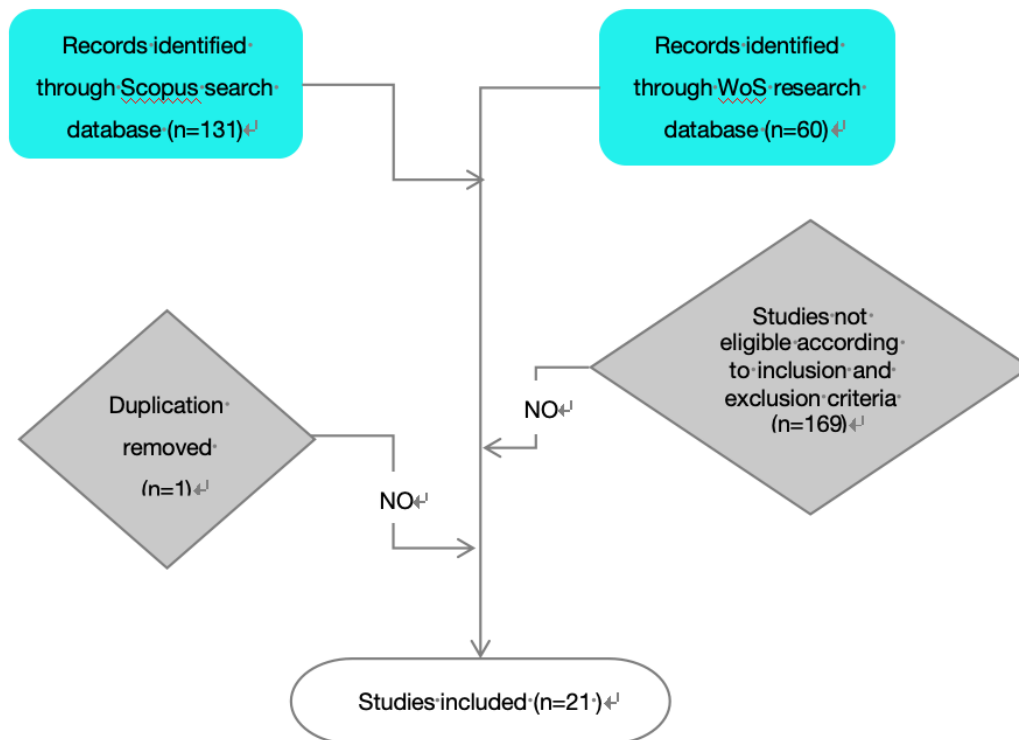 Records identified
through Scopus search
database (n=131)
Records identified
through WoS research
database (n=60)
Studies not
eligible according
to inclusion and
exclusion criteria
(n=169)
NO
Duplication
removed
(n=1)
NO
Studies included (n=21 )